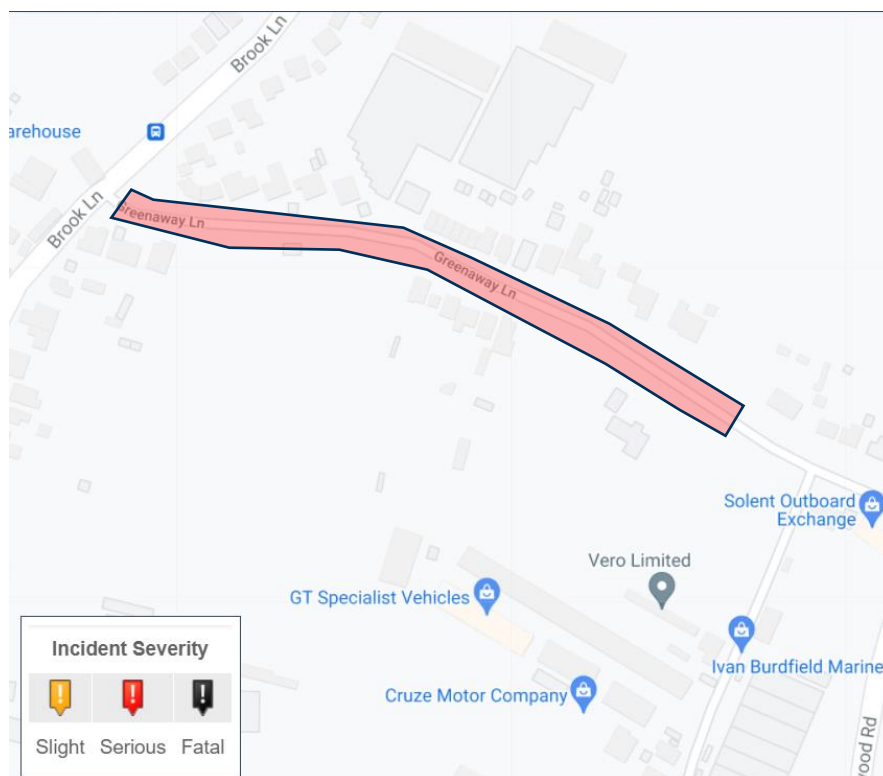 Brook Ln
arehouse
Brook Ln
Greenaway Ln
Greenaway Ln
Solent Outboard
Exchange
Vero Limited
GT Specialist Vehicles
Ivan Burdfield Marine
Cruze Motor Company
wood Rd
Incident Severity
Slight Serious Fatal